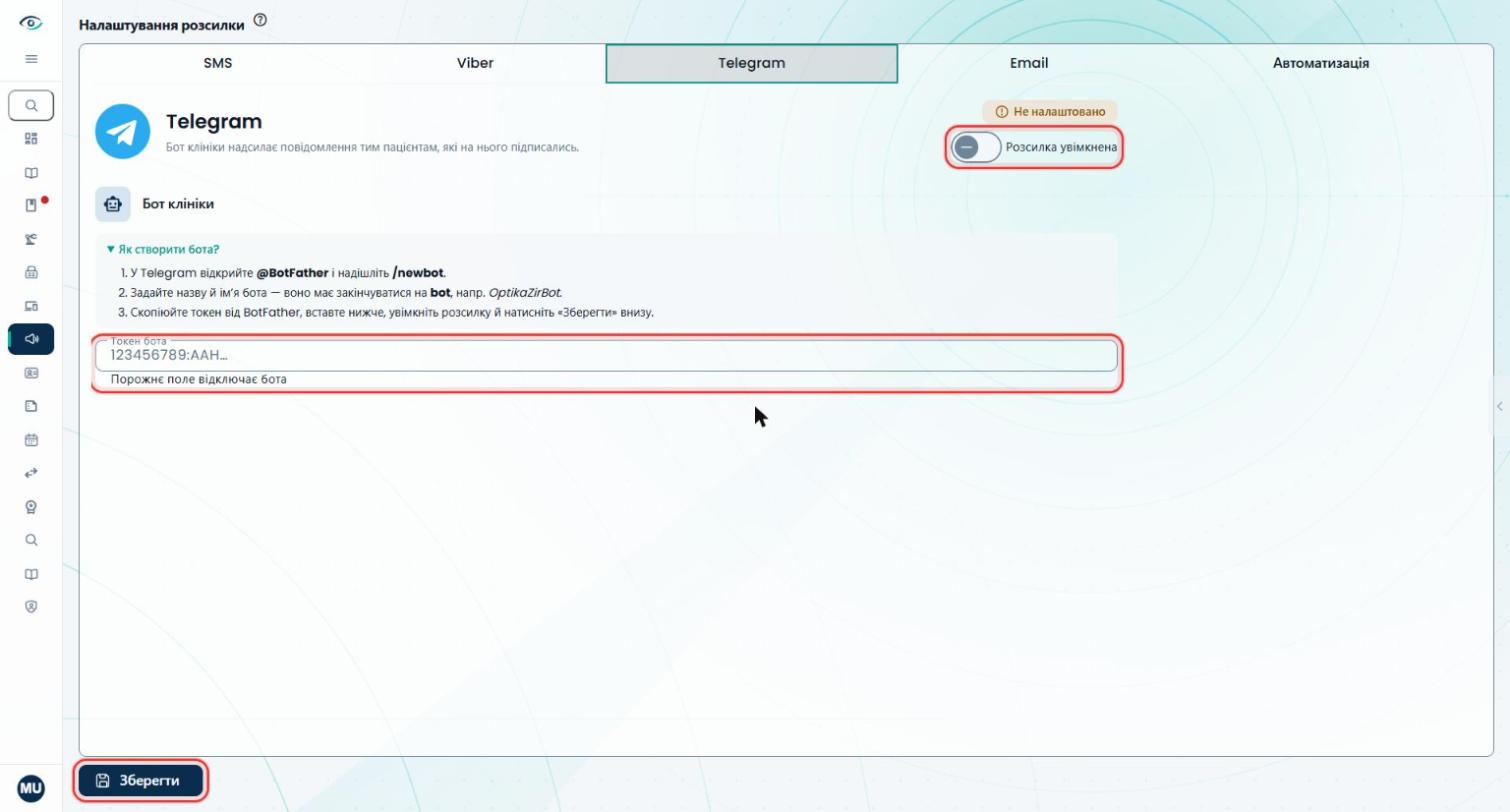 Налаштування розсилки
SMS
Viber
Telegram
Email
Автоматизація
Telegram
Бот клініки надсилає повідомлення тим пацієнтам, які на нього підписались.
Не налаштовано
Розсилка увімкнена
Бот клініки
▼ Як створити бота?
1. У Telegram відкрийте @BotFather і надішліть /newbot.
2. Задайте назву й ім'я бота — воно має закінчуватися на bot, напр. OptikaZirBot.
3. Скопіюйте токен від BotFather, вставте нижче, увімкніть розсилку й натисніть «Зберегти» внизу.
Токен бота
123456789:AAH...
Порожнє поле відключає бота
Зберегти
MU